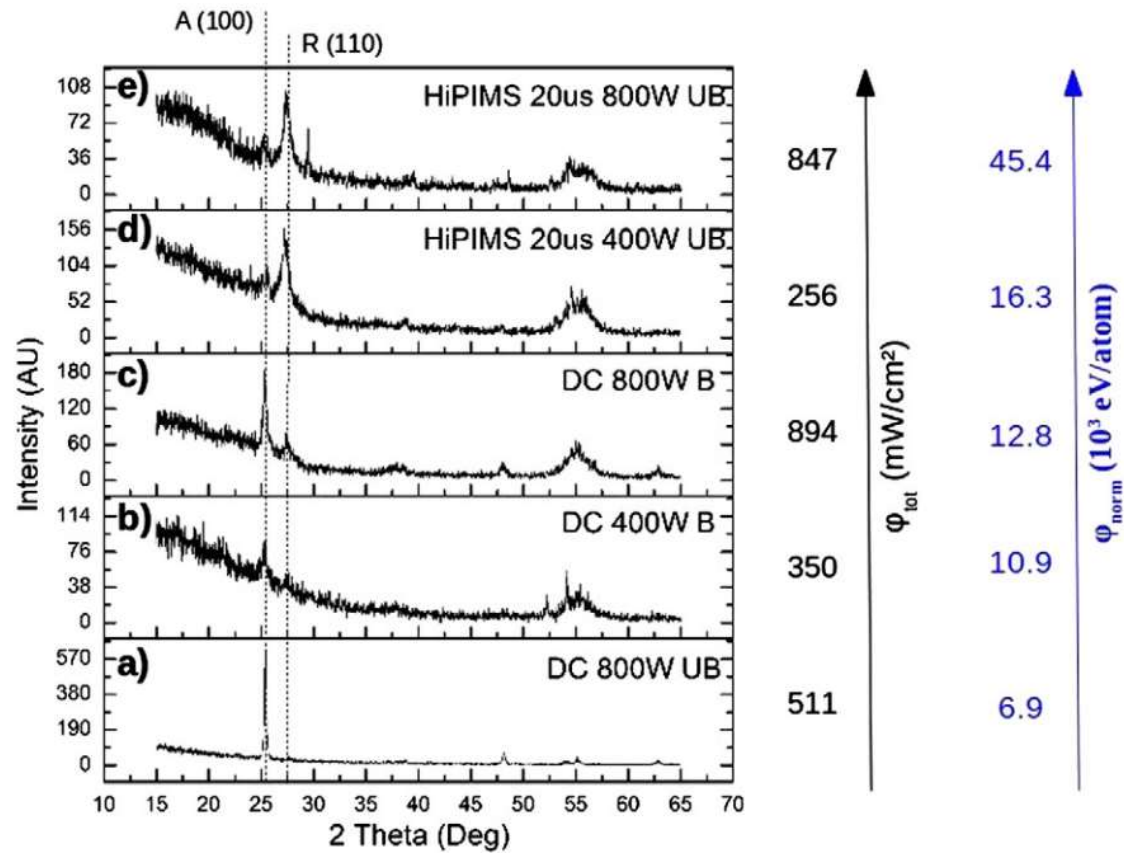 A (100)
R (110)
e)
HiPIMS 20us 800W UB
108
72
36
0
d)
HiPIMS 20us 400W UB
156
104
52
0
c)
DC 800W B
180
120
60
0
b)
DC 400W B
114
76
38
0
a)
DC 800W UB
570
380
190
0
10 15 20 25 30 35 40 45 50 55 60 65 70
2 Theta (Deg)
Intensity (AU)
847
256
894
350
511
φtot (mW/cm²)
45.4
16.3
12.8
10.9
6.9
φnorm (10³ eV/atom)